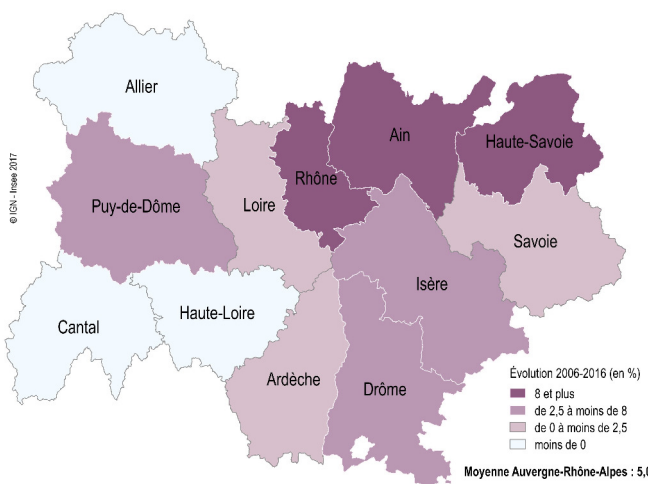 © IGN - Insee 2017
Allier
Ain
Haute-Savoie
Rhône
Puy-de-Dôme
Loire
Savoie
Isère
Haute-Loire
Cantal
Ardèche
Drôme
Évolution 2006-2016 (en %)
8 et plus
de 2,5 à moins de 8
de 0 à moins de 2,5
moins de 0
Moyenne Auvergne-Rhône-Alpes : 5,0